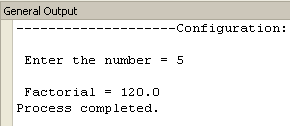 General Output
--------------------Configuration:
Enter the number = 5
Factorial = 120.0
Process completed.